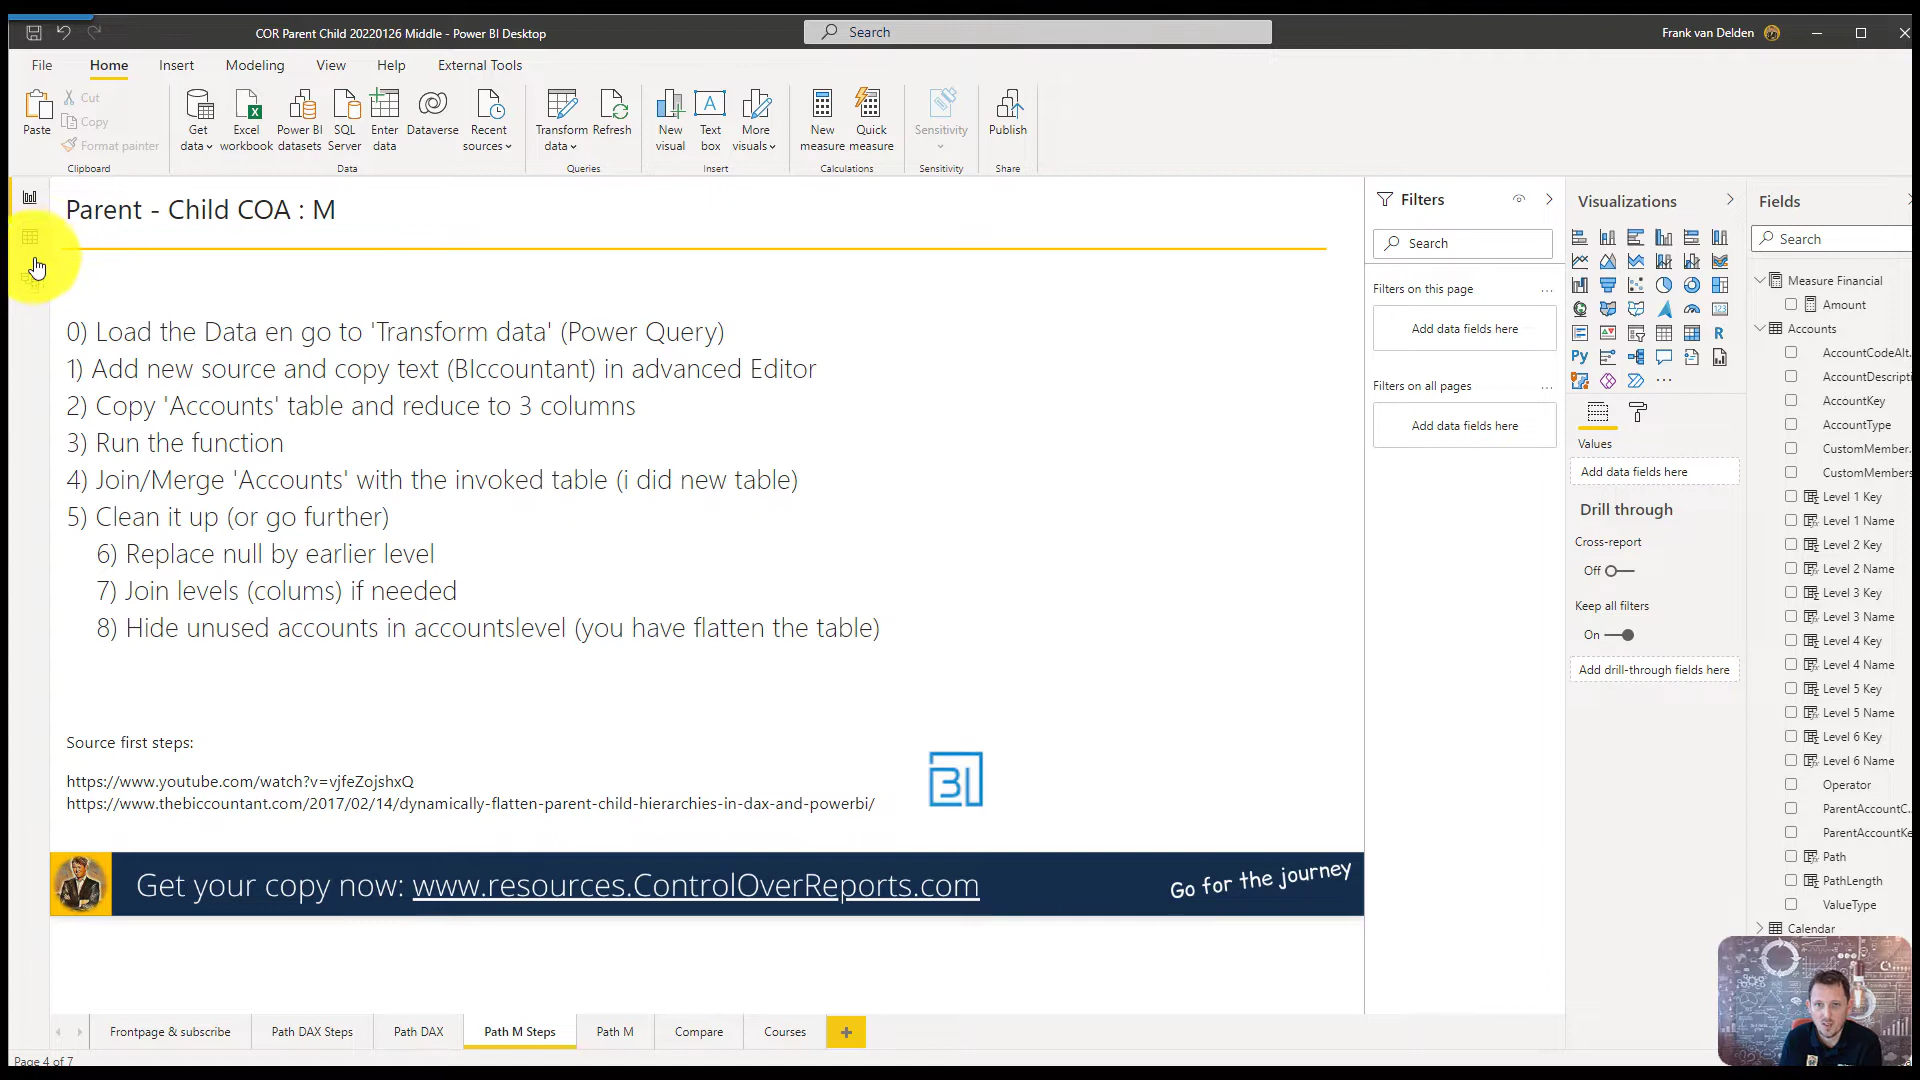 COR Parent Child 20220126 Middle - Power BI Desktop
Search
Frank van Delden
File
Home
Insert
Modeling
View
Help
External Tools
Paste
Cut
Copy
Format painter
Clipboard
Get data
Excel workbook
Power BI datasets
SQL Server
Enter data
Dataverse
Recent sources
Data
Transform data
Refresh
Queries
New visual
Text box
More visuals
Insert
New measure
Quick measure
Calculations
Sensitivity
Sensitivity
Publish
Share
Parent - Child COA : M
0) Load the Data en go to 'Transform data' (Power Query)
1) Add new source and copy text (BIccountant) in advanced Editor
2) Copy 'Accounts' table and reduce to 3 columns
3) Run the function
4) Join/Merge 'Accounts' with the invoked table (i did new table)
5) Clean it up (or go further)
6) Replace null by earlier level
7) Join levels (colums) if needed
8) Hide unused accounts in accountslevel (you have flatten the table)
Source first steps:
https://www.youtube.com/watch?v=vjfeZojshxQ
https://www.thebiccountant.com/2017/02/14/dynamically-flatten-parent-child-hierarchies-in-dax-and-powerbi/
BI
Get your copy now: www.resources.ControlOverReports.com
Go for the journey
Filters
Search
Filters on this page
...
Add data fields here
Filters on all pages
...
Add data fields here
Visualizations
R
Py
...
Values
Add data fields here
Drill through
Cross-report
Off
Keep all filters
On
Add drill-through fields here
Fields
Search
Measure Financial
Amount
Accounts
AccountCodeAlt.
AccountDescripti
AccountKey
AccountType
CustomMember.
CustomMembers
Level 1 Key
Level 1 Name
Level 2 Key
Level 2 Name
Level 3 Key
Level 3 Name
Level 4 Key
Level 4 Name
Level 5 Key
Level 5 Name
Level 6 Key
Level 6 Name
Operator
ParentAccountC..
ParentAccountKe
Path
PathLength
ValueType
Calendar
Frontpage & subscribe
Path DAX Steps
Path DAX
Path M Steps
Path M
Compare
Courses
Page 4 of 7